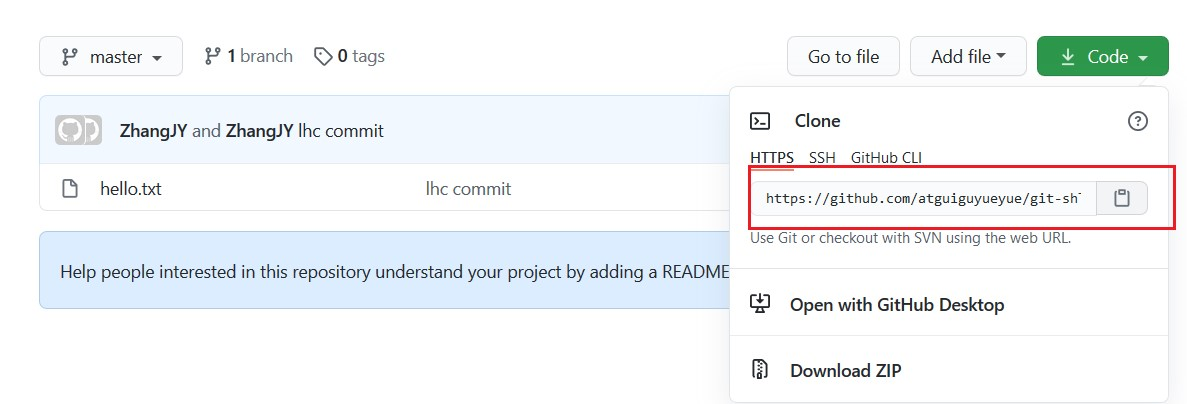 master 1 branch 0 tags Go to file Add file Code
ZhangJY and ZhangJY lhc commit
hello.txt lhc commit
Help people interested in this repository understand your project by adding a README
Clone
HTTPS SSH GitHub CLI
https://github.com/atguiguyueyue/git-sh
Use Git or checkout with SVN using the web URL.
Open with GitHub Desktop
Download ZIP